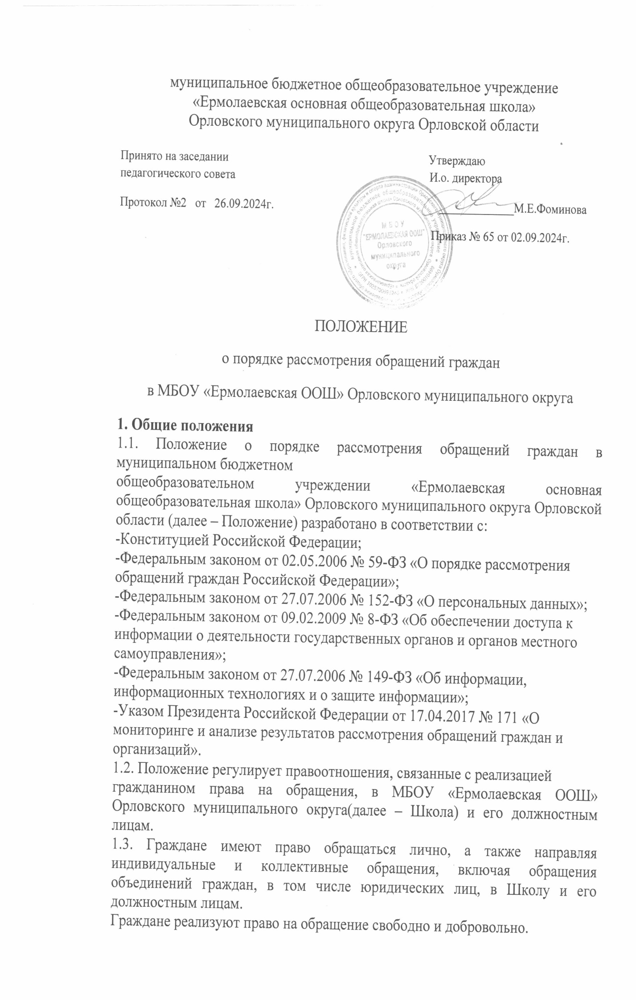 муниципальное бюджетное общеобразовательное учреждение
«Ермолаевская основная общеобразовательная школа»
Орловского муниципального округа Орловской области
Принято на заседании
педагогического совета
Протокол №2 от 26.09.2024г.
Утверждаю
И.о. директора
М.Е.Фоминова
Приказ № 65 от 02.09.2024г.
М Б О У
"ЕРМОЛАЕВСКАЯ ООШ"
Орловского
муниципального
округа
ПОЛОЖЕНИЕ
о порядке рассмотрения обращений граждан
в МБОУ «Ермолаевская ООШ» Орловского муниципального округа
1. Общие положения
1.1. Положение о порядке рассмотрения обращений граждан в
муниципальном бюджетном
общеобразовательном учреждении «Ермолаевская основная
общеобразовательная школа» Орловского муниципального округа Орловской
области (далее – Положение) разработано в соответствии с:
-Конституцией Российской Федерации;
-Федеральным законом от 02.05.2006 № 59-ФЗ «О порядке рассмотрения
обращений граждан Российской Федерации»;
-Федеральным законом от 27.07.2006 № 152-ФЗ «О персональных данных»;
-Федеральным законом от 09.02.2009 № 8-ФЗ «Об обеспечении доступа к
информации о деятельности государственных органов и органов местного
самоуправления»;
-Федеральным законом от 27.07.2006 № 149-ФЗ «Об информации,
информационных технологиях и о защите информации»;
-Указом Президента Российской Федерации от 17.04.2017 № 171 «О
мониторинге и анализе результатов рассмотрения обращений граждан и
организаций».
1.2. Положение регулирует правоотношения, связанные с реализацией
гражданином права на обращения, в МБОУ «Ермолаевская ООШ»
Орловского муниципального округа(далее – Школа) и его должностным
лицам.
1.3. Граждане имеют право обращаться лично, а также направляя
индивидуальные и коллективные обращения, включая обращения
объединений граждан, в том числе юридических лиц, в Школу и его
должностным лицам.
Граждане реализуют право на обращение свободно и добровольно.